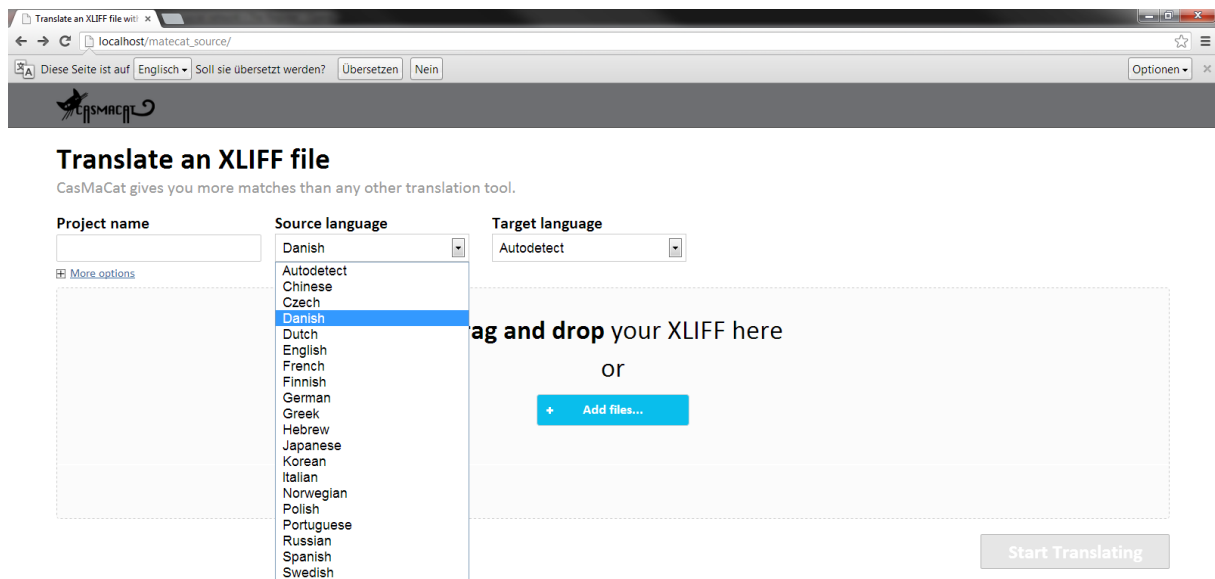 Translate an XLIFF file with
localhost/matecat_source/
Diese Seite ist auf Englisch Soll sie übersetzt werden? Übersetzen Nein Optionen
CASMACAT
Translate an XLIFF file
CasMaCat gives you more matches than any other translation tool.
Project name Source language Target language
Danish Autodetect
More options
Autodetect
Chinese
Czech
Danish
Dutch
ag and drop your XLIFF here
English
French
or
Finnish
German
Greek
+ Add files...
Hebrew
Japanese
Korean
Italian
Norwegian
Polish
Portuguese
Russian
Spanish
Start Translating
Swedish